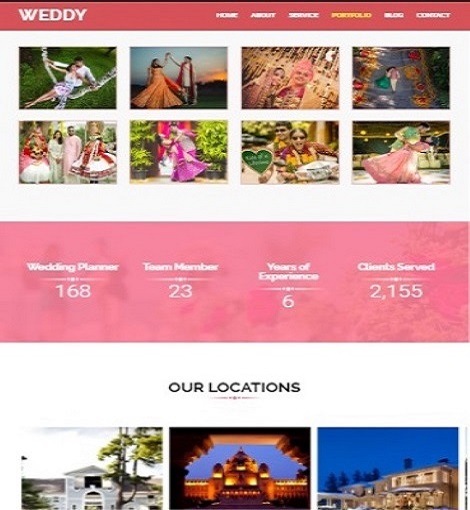 WEDDY
HOME ABOUT SERVICE PORTFOLIO BLOG CONTACT
Wedding Planner
168
Team Member
23
Years of
Experience
6
Clients Served
2,155
OUR LOCATIONS